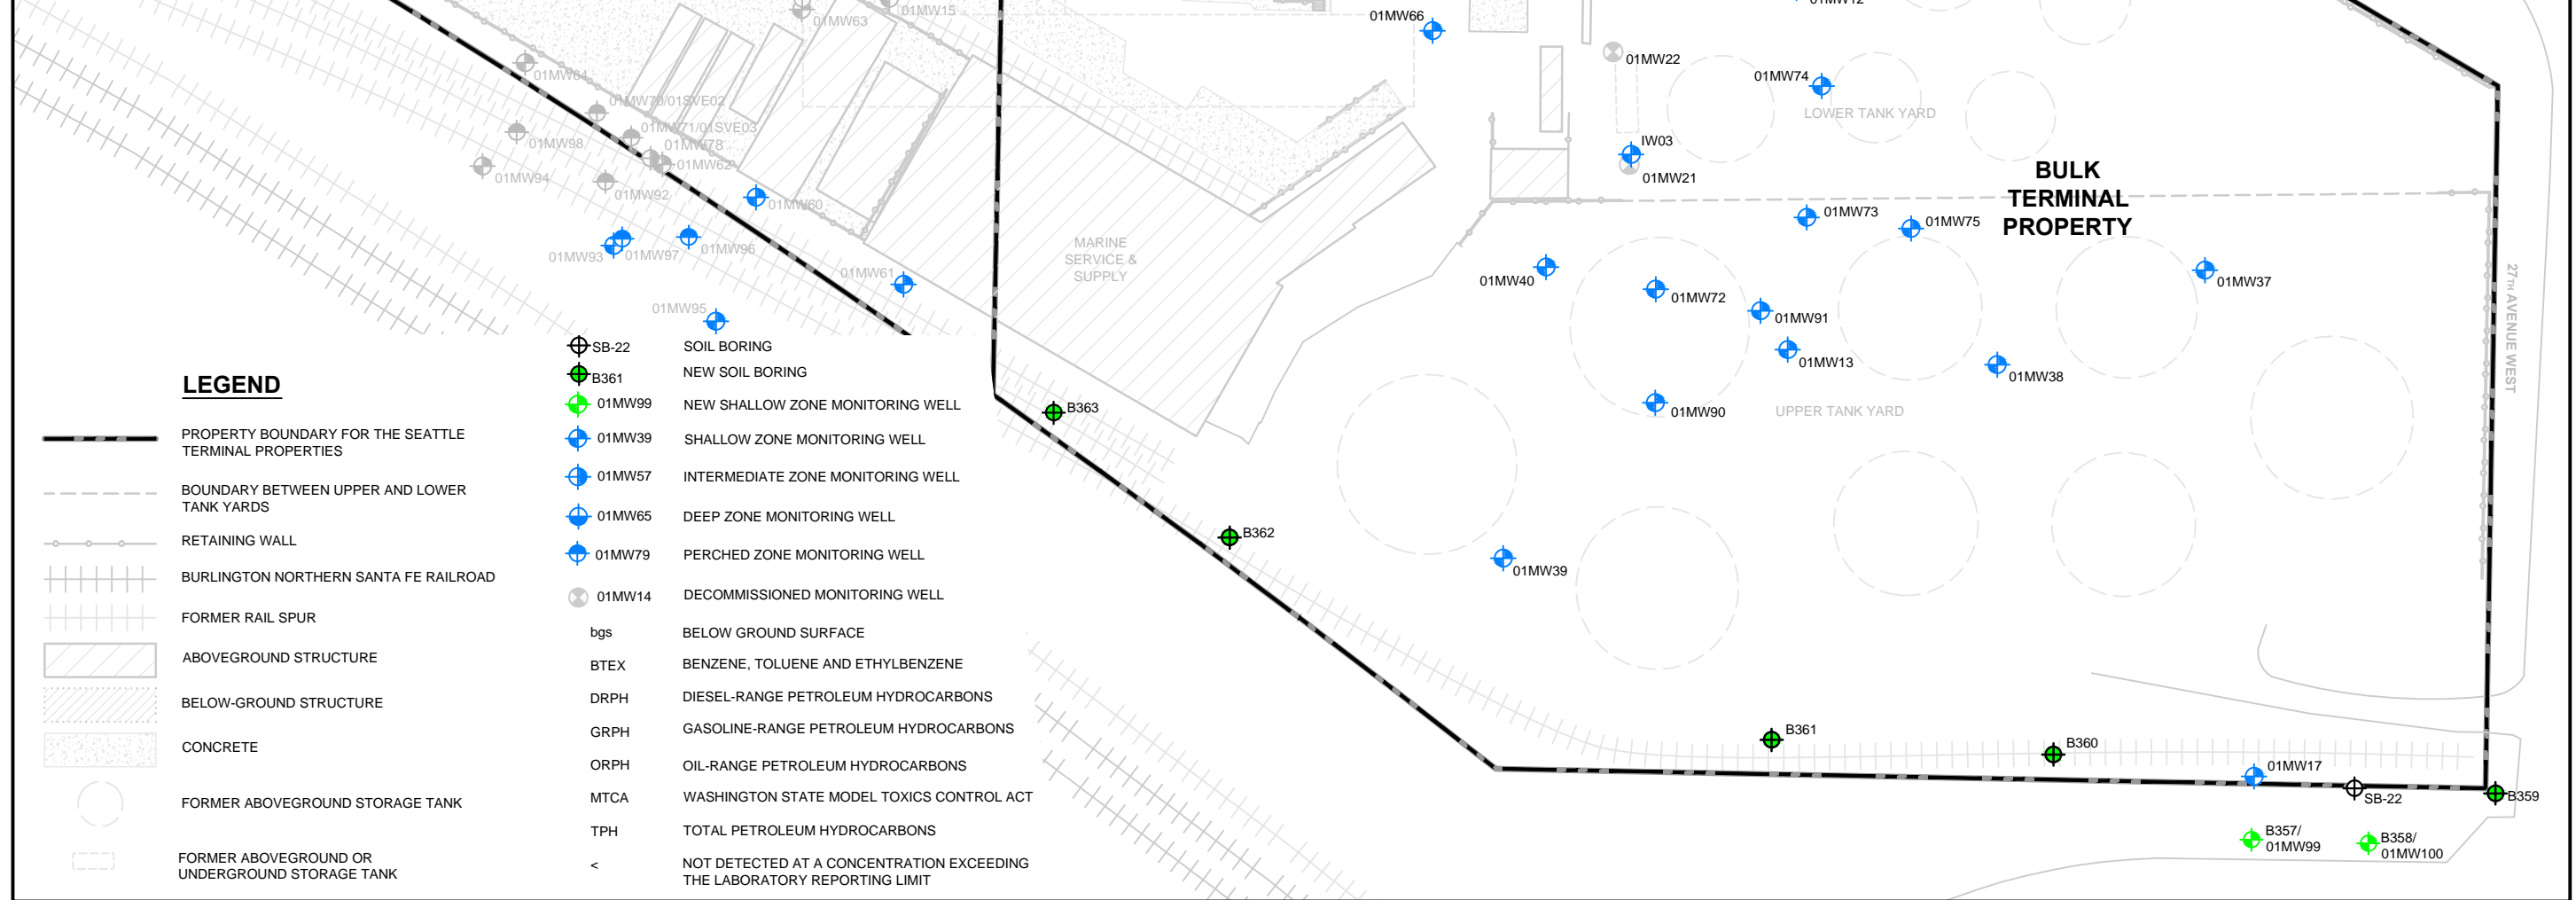 01MW63
01MW15
01MW66
01MW12
01MW64
01MW22
01MW74
LOWER TANK YARD
01MW70/01SVE02
01MW71/01SVE03
01MW98
01MW78
01MW62
01MW94
01MW92
IW03
01MW21
BULK
TERMINAL
PROPERTY
01MW60
01MW73
01MW75
01MW93
01MW97
01MW96
01MW61
MARINE
SERVICE &
SUPPLY
01MW40
01MW72
01MW37
27TH AVENUE WEST
01MW95
01MW91
01MW13
01MW38
01MW90
UPPER TANK YARD
B363
B362
01MW39
B361
B360
01MW17
SB-22
B359
B357/
01MW99
B358/
01MW100
LEGEND
PROPERTY BOUNDARY FOR THE SEATTLE
TERMINAL PROPERTIES
BOUNDARY BETWEEN UPPER AND LOWER
TANK YARDS
RETAINING WALL
BURLINGTON NORTHERN SANTA FE RAILROAD
FORMER RAIL SPUR
ABOVEGROUND STRUCTURE
BELOW-GROUND STRUCTURE
CONCRETE
FORMER ABOVEGROUND STORAGE TANK
FORMER ABOVEGROUND OR
UNDERGROUND STORAGE TANK
SB-22 SOIL BORING
B361 NEW SOIL BORING
01MW99 NEW SHALLOW ZONE MONITORING WELL
01MW39 SHALLOW ZONE MONITORING WELL
01MW57 INTERMEDIATE ZONE MONITORING WELL
01MW65 DEEP ZONE MONITORING WELL
01MW79 PERCHED ZONE MONITORING WELL
01MW14 DECOMMISSIONED MONITORING WELL
bgs BELOW GROUND SURFACE
BTEX BENZENE, TOLUENE AND ETHYLBENZENE
DRPH DIESEL-RANGE PETROLEUM HYDROCARBONS
GRPH GASOLINE-RANGE PETROLEUM HYDROCARBONS
ORPH OIL-RANGE PETROLEUM HYDROCARBONS
MTCA WASHINGTON STATE MODEL TOXICS CONTROL ACT
TPH TOTAL PETROLEUM HYDROCARBONS
< NOT DETECTED AT A CONCENTRATION EXCEEDING
THE LABORATORY REPORTING LIMIT